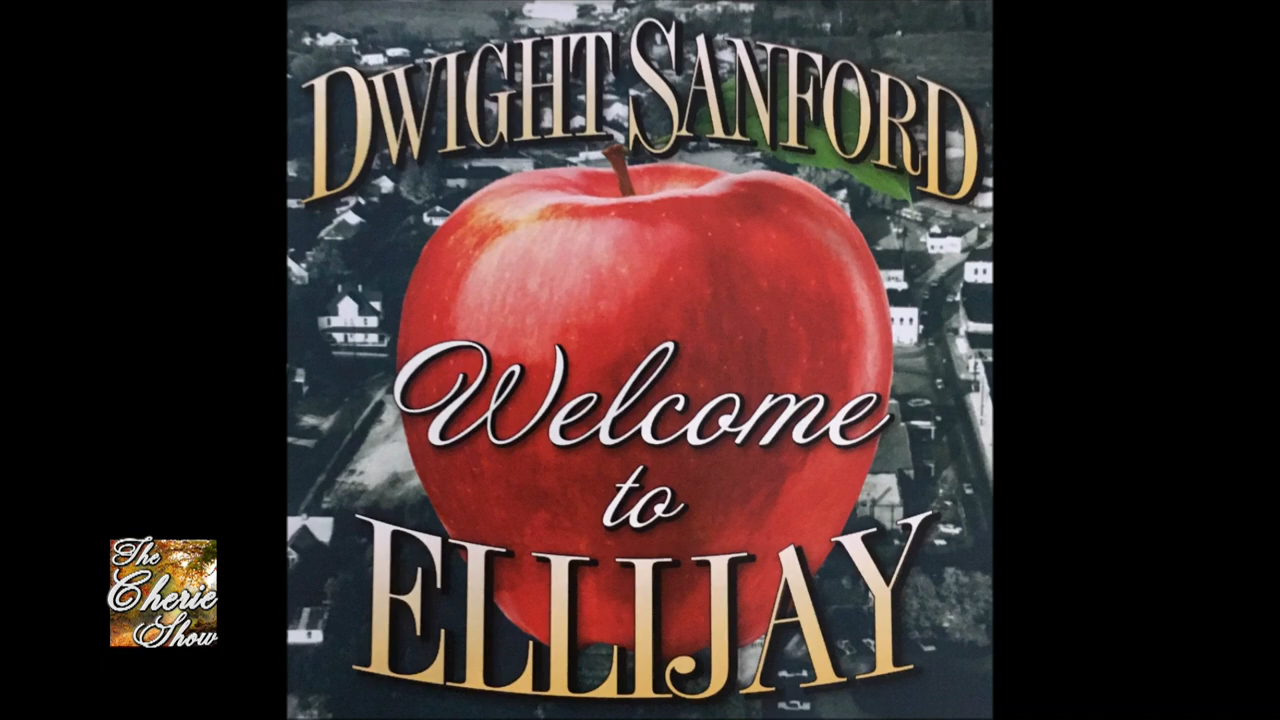 DWIGHT SANFORD
Welcome
to
ELLIJAY
The
Cherie
Show